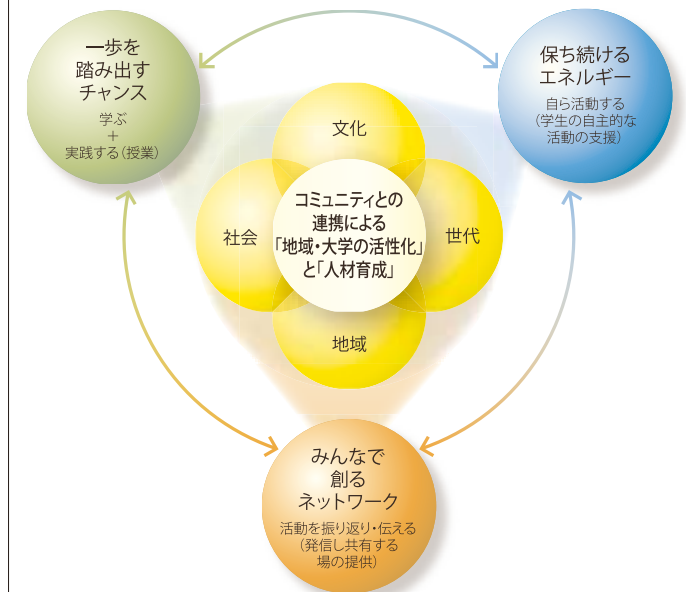 一歩を
踏み出す
チャンス
学ぶ
+
実践する(授業)
保ち続ける
エネルギー
自ら活動する
(学生の自主的な
活動の支援)
文化
社会
コミュニティとの
連携による
「地域・大学の活性化」
と「人材育成」
世代
地域
みんなで
創る
ネットワーク
活動を振り返り・伝える
(発信し共有する
場の提供)